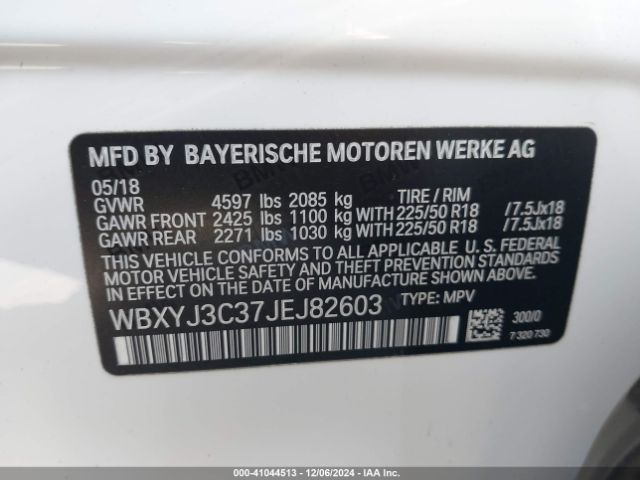 MFD BY BAYERISCHE MOTOREN WERKE AG
05/18
GVWR 4597 lbs 2085 kg TIRE / RIM
GAWR FRONT 2425 lbs 1100 kg WITH 225/50 R18 /7.5Jx18
GAWR REAR 2271 lbs 1030 kg WITH 225/50 R18 /7.5Jx18
THIS VEHICLE CONFORMS TO ALL APPLICABLE U. S. FEDERAL
MOTOR VEHICLE SAFETY AND THEFT PREVENTION STANDARDS
IN EFFECT ON THE DATE OF MANUFACTURE SHOWN ABOVE.
WBXYJ3C37JEJ82603 TYPE: MPV
300/0
7 320 730
000-41044513 - 12/06/2024 - IAAI.COM